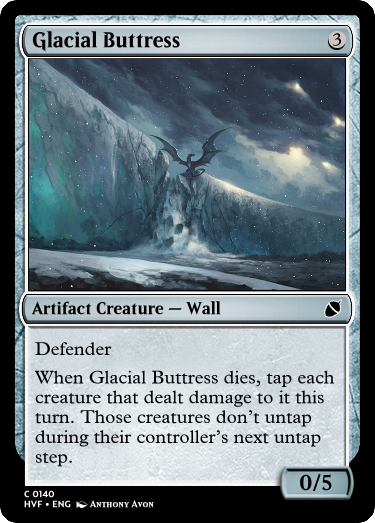 Glacial Buttress 3
Artifact Creature — Wall
Defender
When Glacial Buttress dies, tap each
creature that dealt damage to it this
turn. Those creatures don't untap
during their controller's next untap
step.
0/5
C 0140
HVF • ENG Anthony Avon